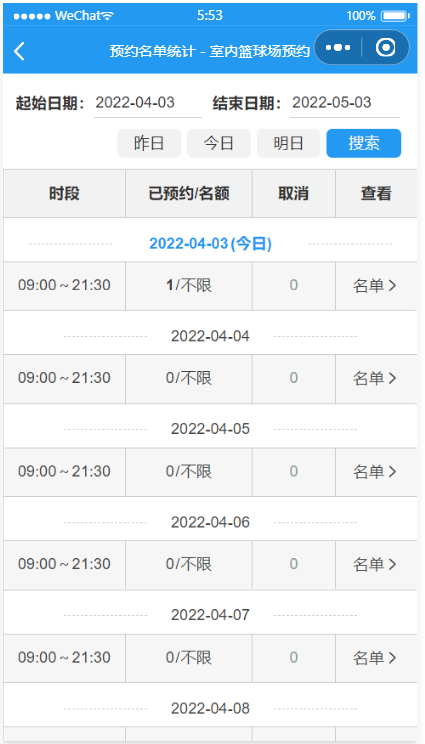 WeChat 5:53 100%
预约名单统计 - 室内篮球场预约
起始日期: 2022-04-03 结束日期: 2022-05-03
昨日 今日 明日 搜索
时段 已预约/名额 取消 查看
2022-04-03(今日)
09:00~21:30 1/不限 0 名单
2022-04-04
09:00~21:30 0/不限 0 名单
2022-04-05
09:00~21:30 0/不限 0 名单
2022-04-06
09:00~21:30 0/不限 0 名单
2022-04-07
09:00~21:30 0/不限 0 名单
2022-04-08